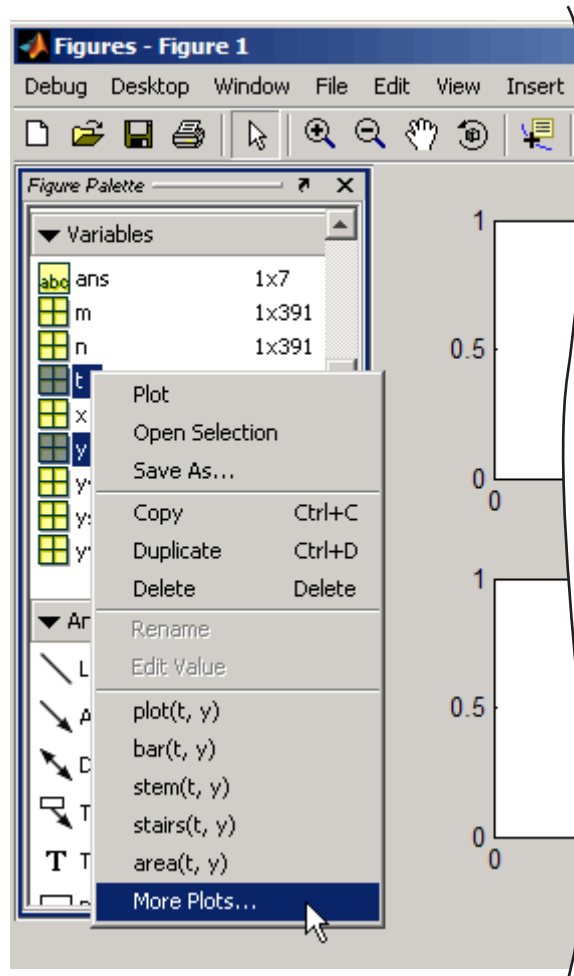 Figures - Figure 1
Debug Desktop Window File Edit View Insert
Figure Palette
Variables
abc ans 1x7
m 1x391
n 1x391
t
x
y
Plot
Open Selection
Save As...
Copy Ctrl+C
Duplicate Ctrl+D
Delete Delete
Rename
Edit Value
plot(t, y)
bar(t, y)
stem(t, y)
stairs(t, y)
area(t, y)
More Plots...
T
1
0.5
0
0
1
0.5
0
0